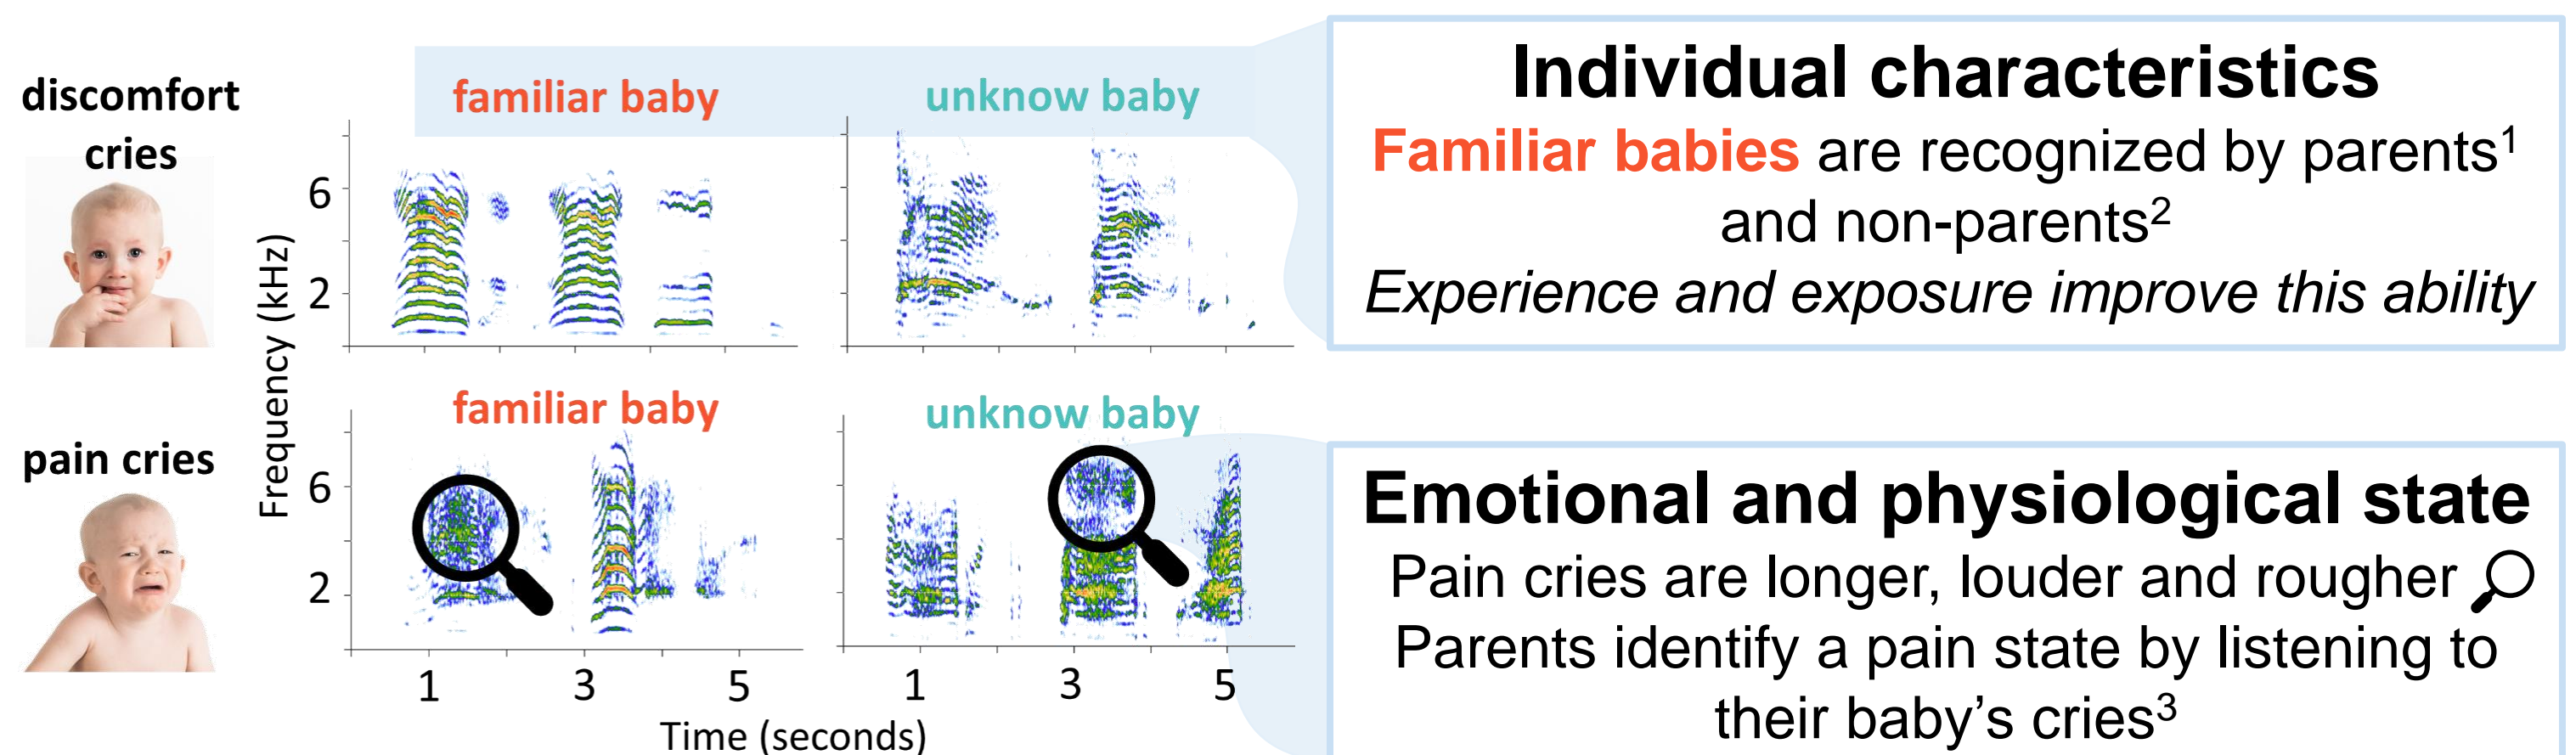 discomfort
cries
familiar baby
unknow baby
6
2
Frequency (kHz)
pain cries
familiar baby
unknow baby
6
2
1
3
5
1
3
5
Time (seconds)
Individual characteristics
Familiar babies are recognized by parents¹
and non-parents²
Experience and exposure improve this ability
Emotional and physiological state
Pain cries are longer, louder and rougher
Parents identify a pain state by listening to
their baby’s cries³